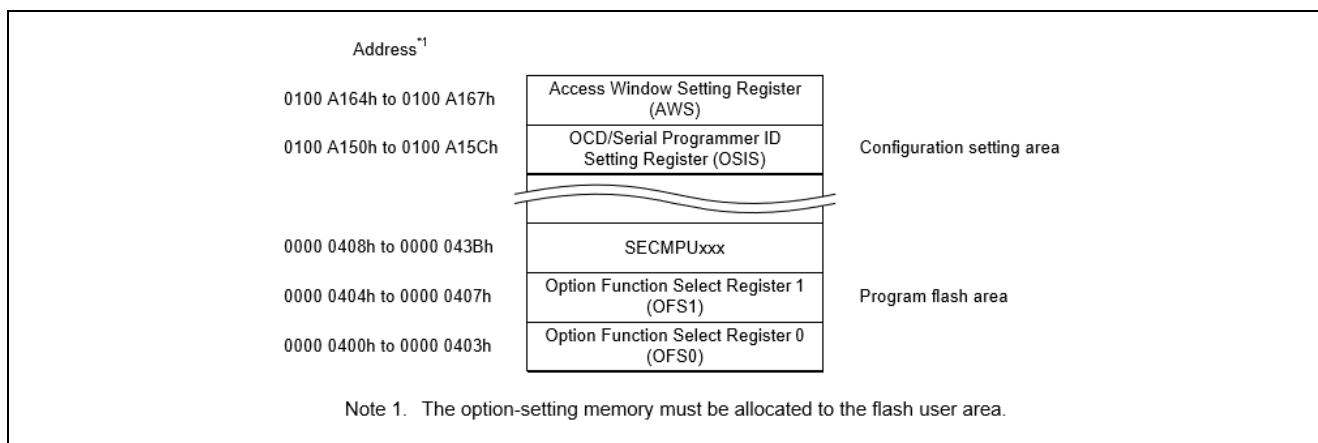 Address*1
0100 A164h to 0100 A167h
Access Window Setting Register
(AWS)
0100 A150h to 0100 A15Ch
OCD/Serial Programmer ID
Setting Register (OSIS)
Configuration setting area
0000 0408h to 0000 043Bh
SECMPUxxx
0000 0404h to 0000 0407h
Option Function Select Register 1
(OFS1)
Program flash area
0000 0400h to 0000 0403h
Option Function Select Register 0
(OFS0)
Note 1. The option-setting memory must be allocated to the flash user area.